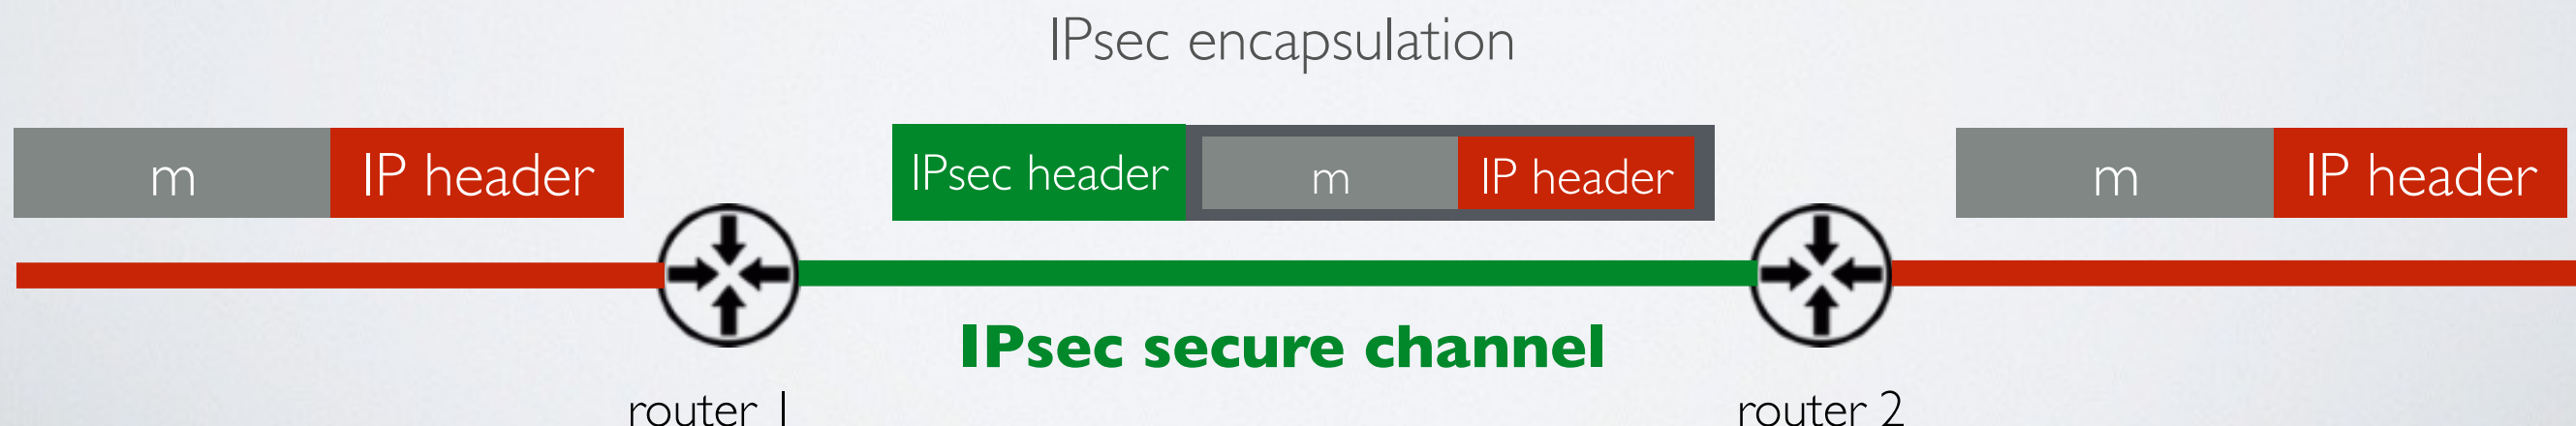 IPsec encapsulation
m IP header
IPsec header m IP header
m IP header
IPsec secure channel
router 1
router 2